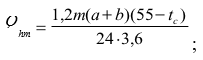 Q_hm = 1,2m(a+b)(55−t_c) / 24·3,6 ;